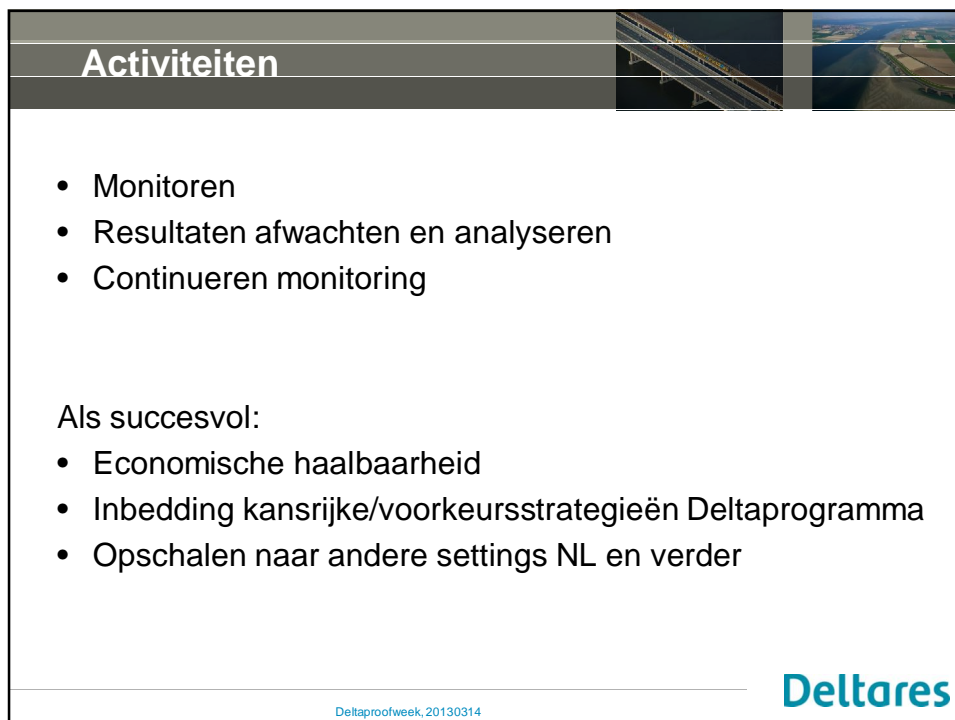 Activiteiten
• Monitoren
• Resultaten afwachten en analyseren
• Continueren monitoring
Als succesvol:
• Economische haalbaarheid
• Inbedding kansrijke/voorkeursstrategieën Deltaprogramma
• Opschalen naar andere settings NL en verder
Deltaproofweek, 20130314
Deltares